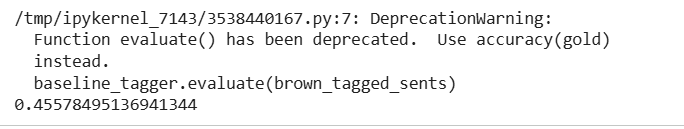 /tmp/ipykernel_7143/3538440167.py:7: DeprecationWarning:
  Function evaluate() has been deprecated.  Use accuracy(gold)
  instead.
  baseline_tagger.evaluate(brown_tagged_sents)
0.45578495136941344